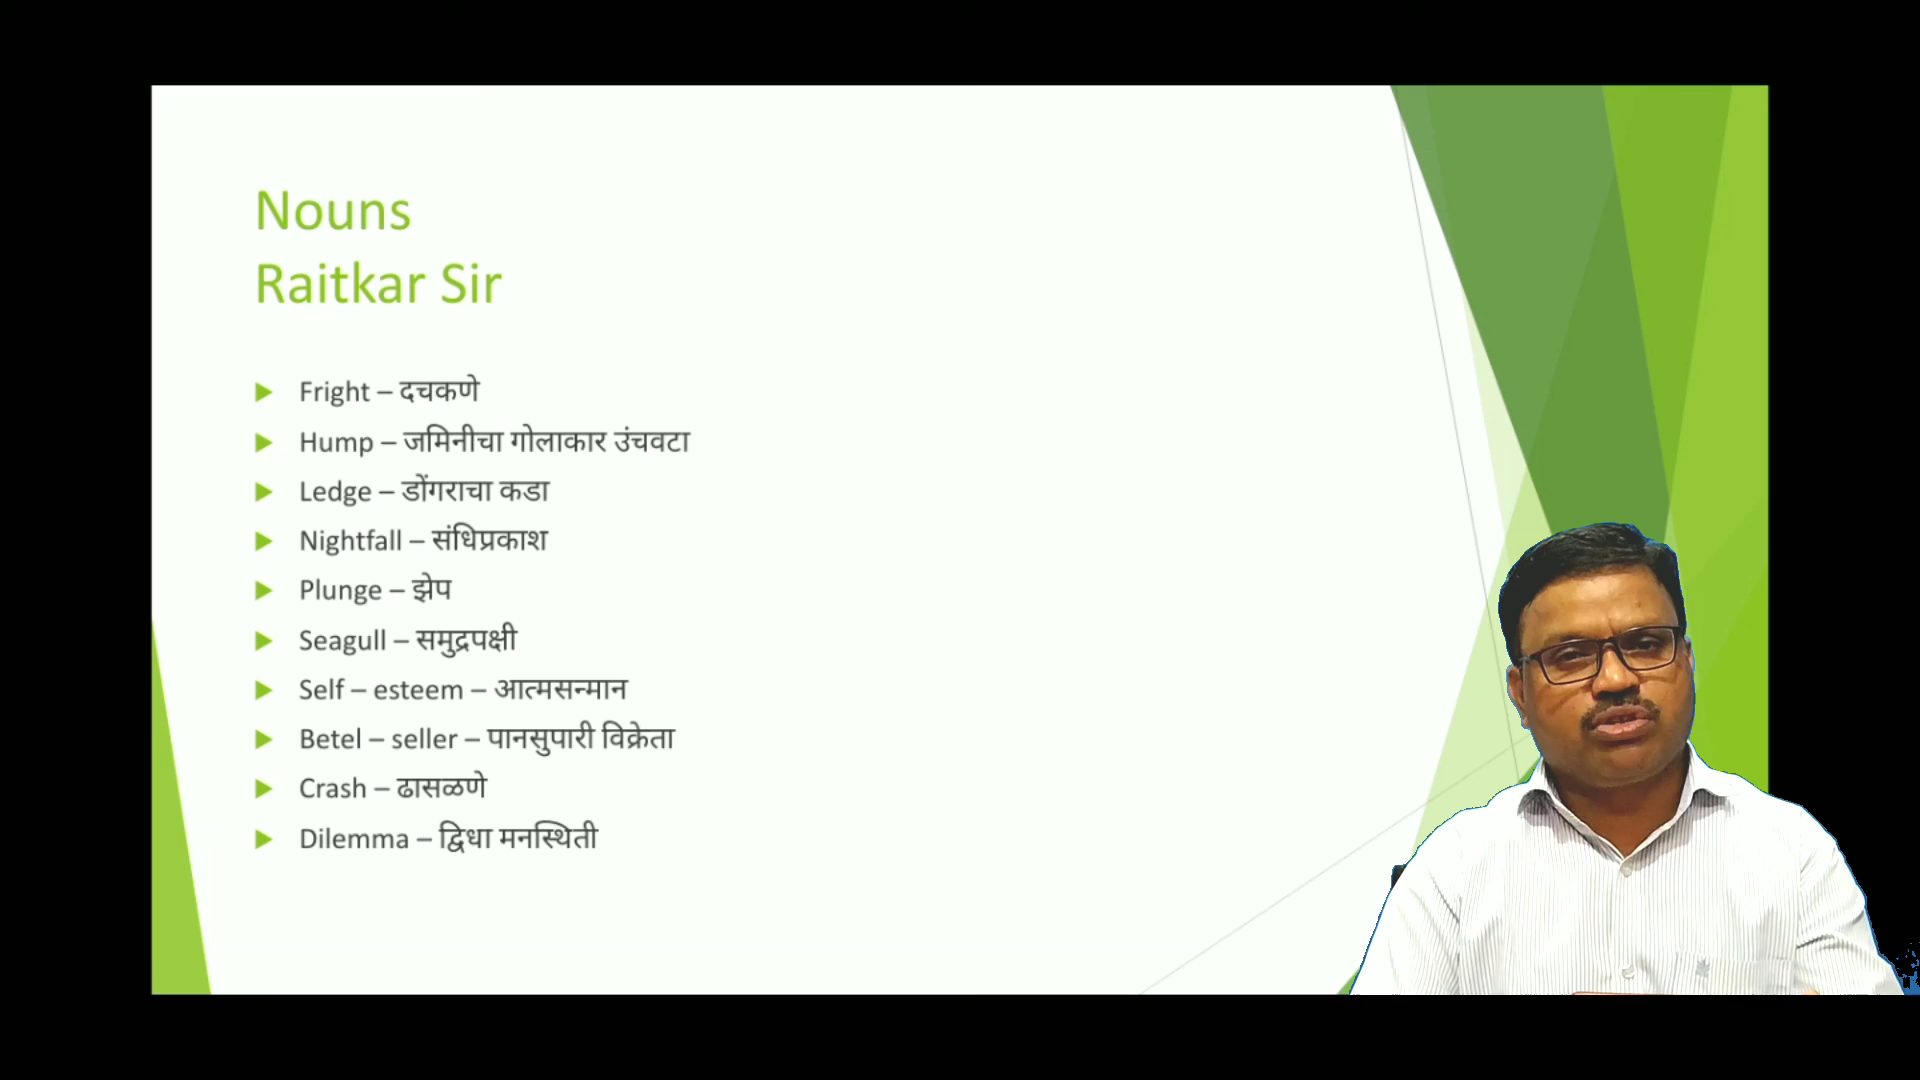 Nouns
Raitkar Sir
Fright – दचकणे
Hump – जमिनीचा गोलाकार उंचवटा
Ledge – डोंगराचा कडा
Nightfall – संधिप्रकाश
Plunge – झेप
Seagull – समुद्रपक्षी
Self – esteem – आत्मसन्मान
Betel – seller – पानसुपारी विक्रेता
Crash – ढासळणे
Dilemma – द्विधा मनस्थिती